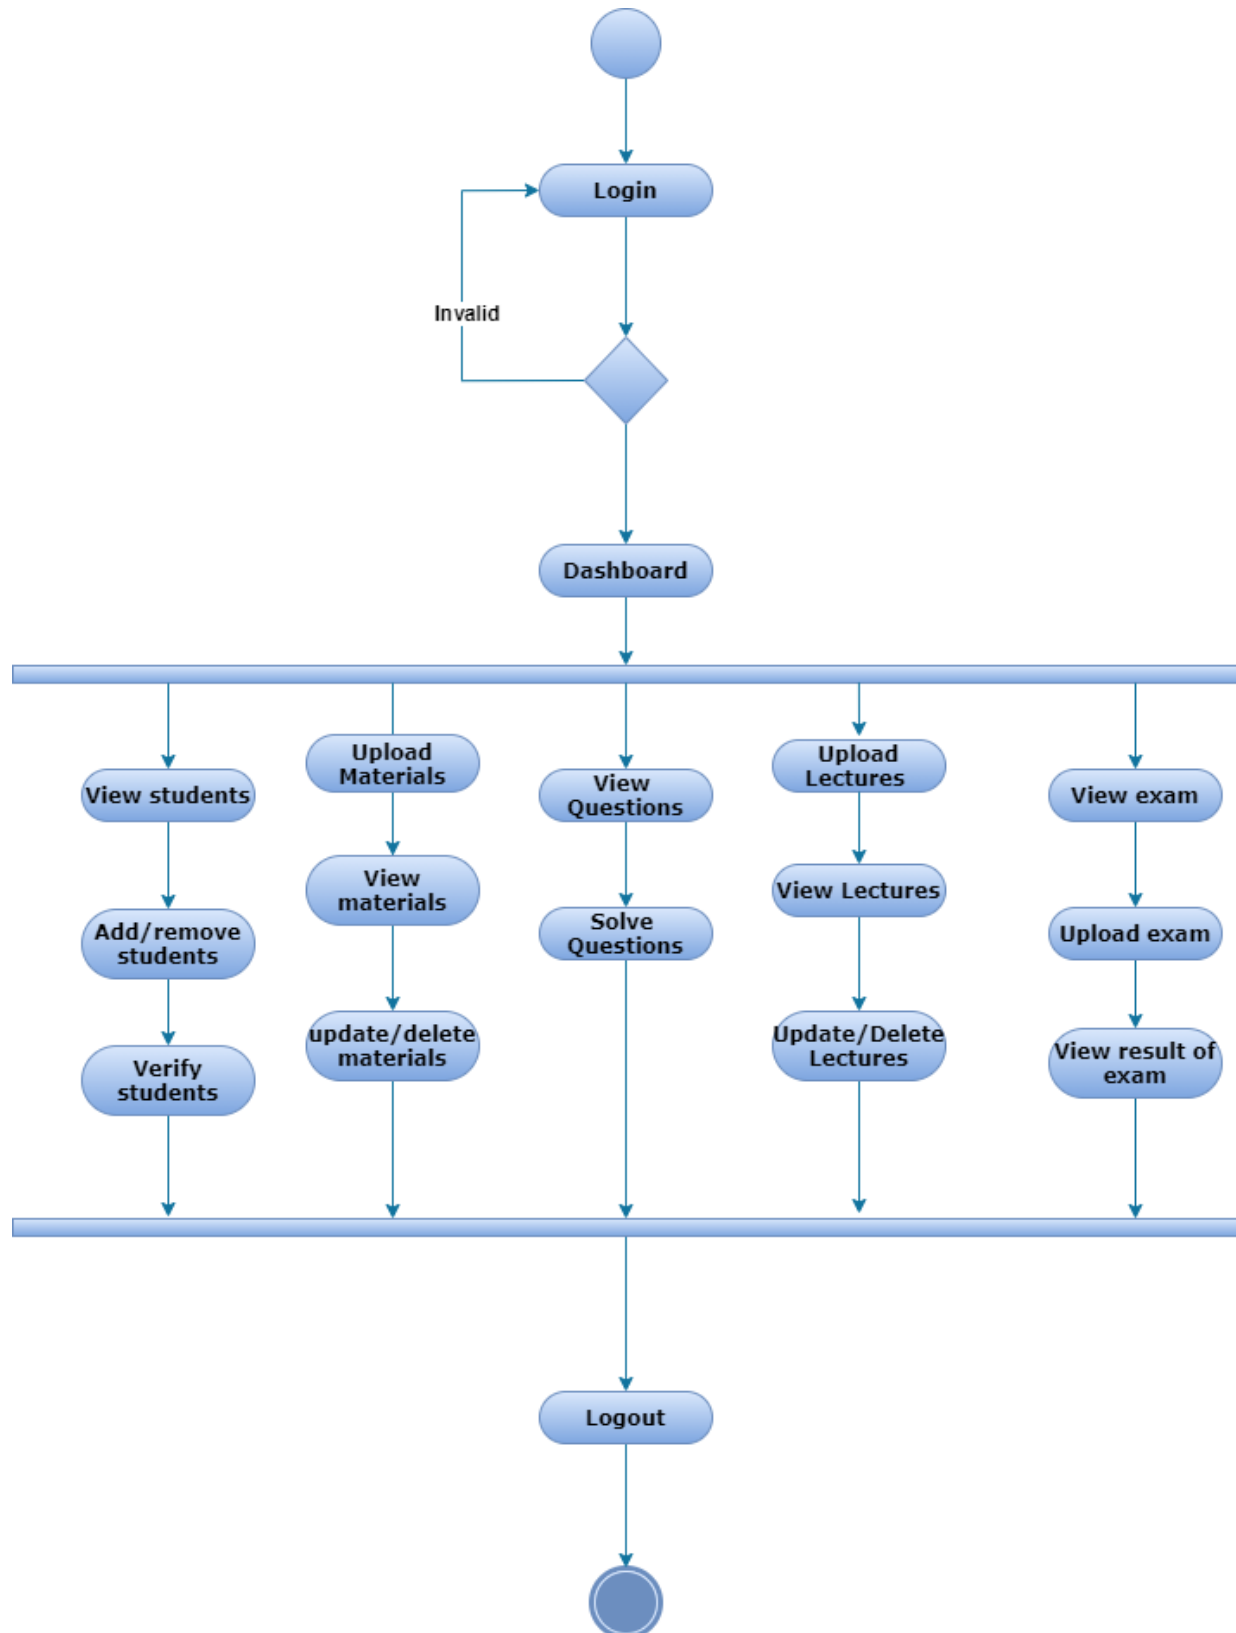 Login
Invalid
Dashboard
View students
Add/remove
students
Verify
students
Upload
Materials
View
materials
update/delete
materials
View
Questions
Solve
Questions
Upload
Lectures
View Lectures
Update/Delete
Lectures
View exam
Upload exam
View result of
exam
Logout